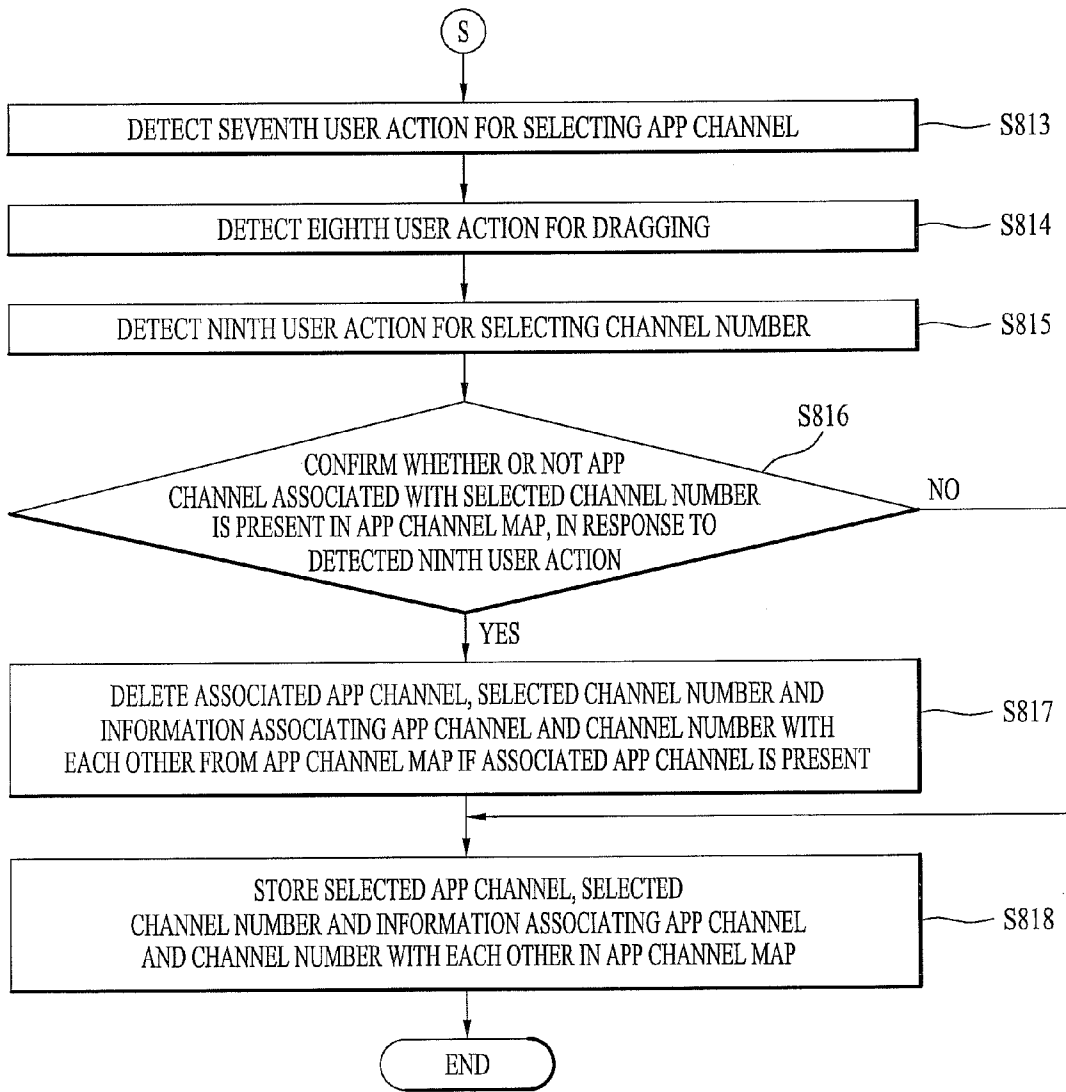 S
DETECT SEVENTH USER ACTION FOR SELECTING APP CHANNEL
S813
DETECT EIGHTH USER ACTION FOR DRAGGING
S814
DETECT NINTH USER ACTION FOR SELECTING CHANNEL NUMBER
S815
S816
CONFIRM WHETHER OR NOT APP
CHANNEL ASSOCIATED WITH SELECTED CHANNEL NUMBER
IS PRESENT IN APP CHANNEL MAP, IN RESPONSE TO
DETECTED NINTH USER ACTION
NO
YES
DELETE ASSOCIATED APP CHANNEL, SELECTED CHANNEL NUMBER AND
INFORMATION ASSOCIATING APP CHANNEL AND CHANNEL NUMBER WITH
EACH OTHER FROM APP CHANNEL MAP IF ASSOCIATED APP CHANNEL IS PRESENT
S817
STORE SELECTED APP CHANNEL, SELECTED
CHANNEL NUMBER AND INFORMATION ASSOCIATING APP CHANNEL
AND CHANNEL NUMBER WITH EACH OTHER IN APP CHANNEL MAP
S818
END